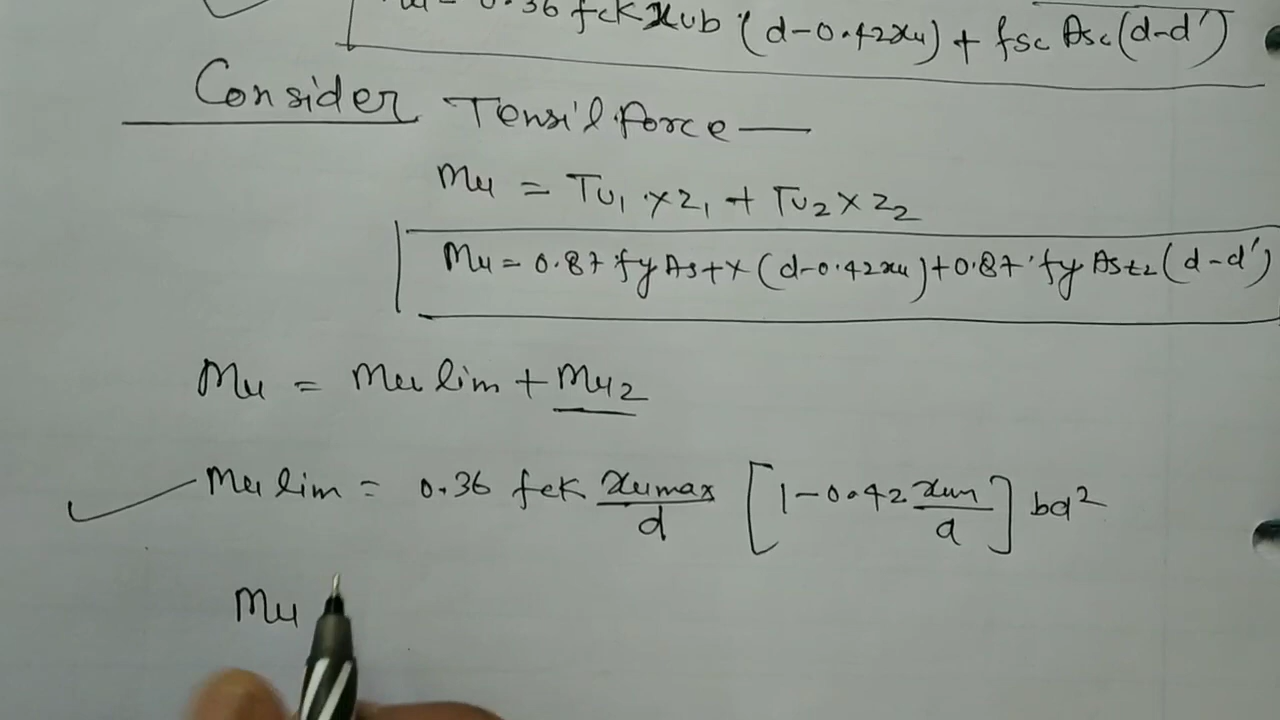 Mu = 0.36 fck xub (d-0.42xu) + fsc Asc (d-d')
Consider Tensil force —
Mu = Tu1 × z1 + Tu2 × z2
Mu = 0.87 fy Ast × (d-0.42xu) + 0.87 fy Ast2 (d-d')
Mu = Mu lim + Mu2
Mu lim = 0.36 fck xumax/d [1-0.42 xum/d] bd²
Mu